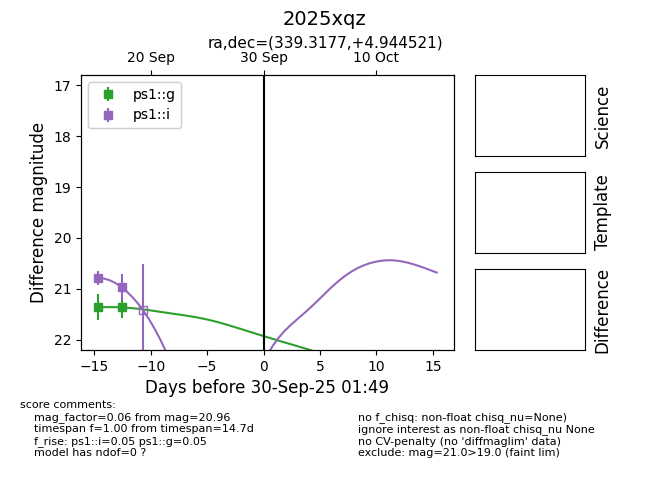 2025xqz
ra,dec=(339.3177,+4.944521)
20 Sep 30 Sep 10 Oct
ps1::g
ps1::i
17
18
19
20
21
22
Difference magnitude
−15 −10 −5 0 5 10 15
Days before 30-Sep-25 01:49
Science
Template
Difference
score comments:
mag_factor=0.06 from mag=20.96
timespan f=1.00 from timespan=14.7d
f_rise: ps1::i=0.05 ps1::g=0.05
model has ndof=0 ?
no f_chisq: non-float chisq_nu=None)
ignore interest as non-float chisq_nu None
no CV-penalty (no 'diffmaglim' data)
exclude: mag=21.0>19.0 (faint lim)